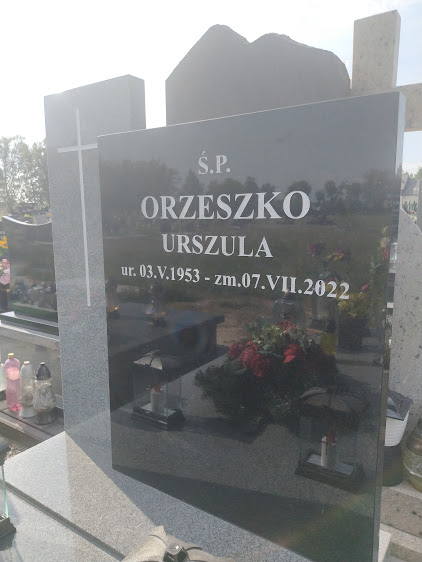 Ś.P.
ORZESZKO
URSZULA
ur. 03.V.1953 - zm.07.VII.2022